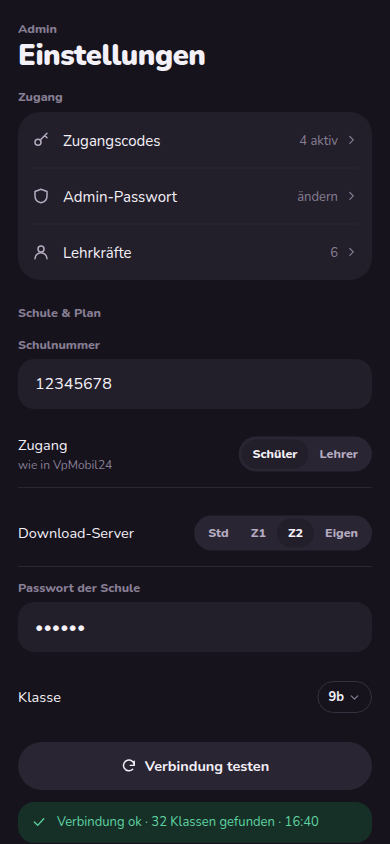 Admin
Einstellungen
Zugang
Zugangscodes 4 aktiv
Admin-Passwort ändern
Lehrkräfte 6
Schule & Plan
Schulnummer
12345678
Zugang
wie in VpMobil24
Schüler Lehrer
Download-Server Std Z1 Z2 Eigen
Passwort der Schule
••••••
Klasse 9b
Verbindung testen
Verbindung ok · 32 Klassen gefunden · 16:40